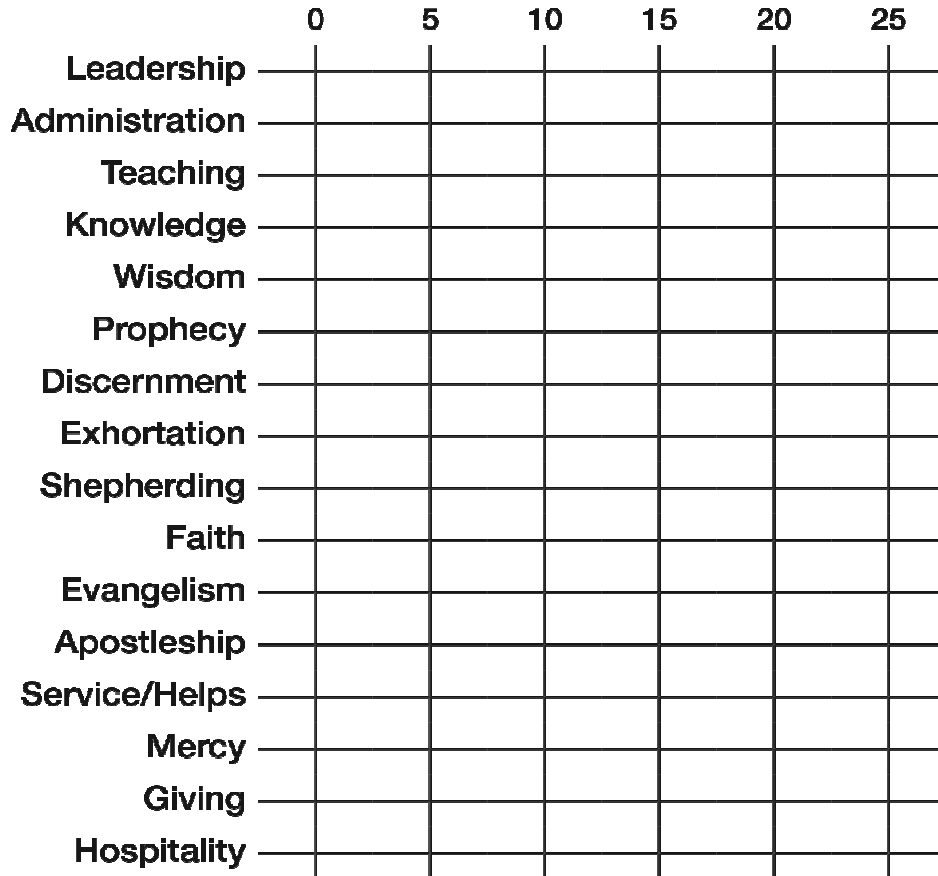 0 5 10 15 20 25
Leadership
Administration
Teaching
Knowledge
Wisdom
Prophecy
Discernment
Exhortation
Shepherding
Faith
Evangelism
Apostleship
Service/Helps
Mercy
Giving
Hospitality